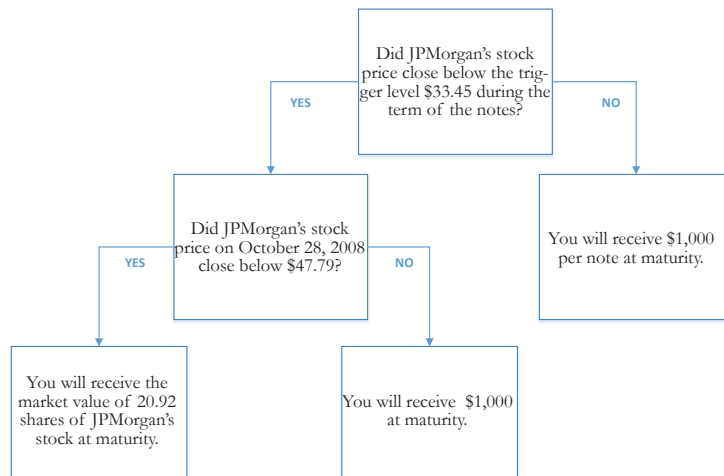 Did JPMorgan’s stock
price close below the trig-
ger level $33.45 during the
term of the notes?
YES
NO
Did JPMorgan’s stock
price on October 28, 2008
close below $47.79?
You will receive $1,000
per note at maturity.
YES
NO
You will receive the
market value of 20.92
shares of JPMorgan’s
stock at maturity.
You will receive $1,000
at maturity.